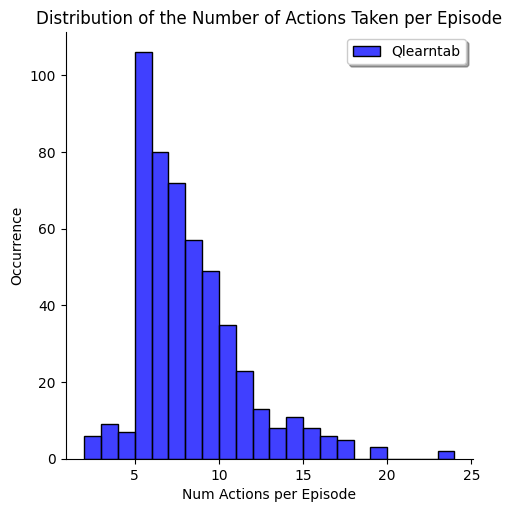 Distribution of the Number of Actions Taken per Episode
Qlearntab
100
80
60
40
20
0
Occurrence
5
10
15
20
25
Num Actions per Episode